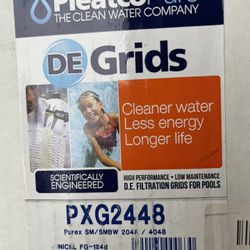 THE CLEAN WATER COMPANY
DE Grids
Cleaner water
Less energy
Longer life
SCIENTIFICALLY
ENGINEERED
HIGH PERFORMANCE • LOW MAINTENANCE
D.E. FILTRATION GRIDS FOR POOLS
PXG2448
Purex SM/SMBW 2048 / 4048